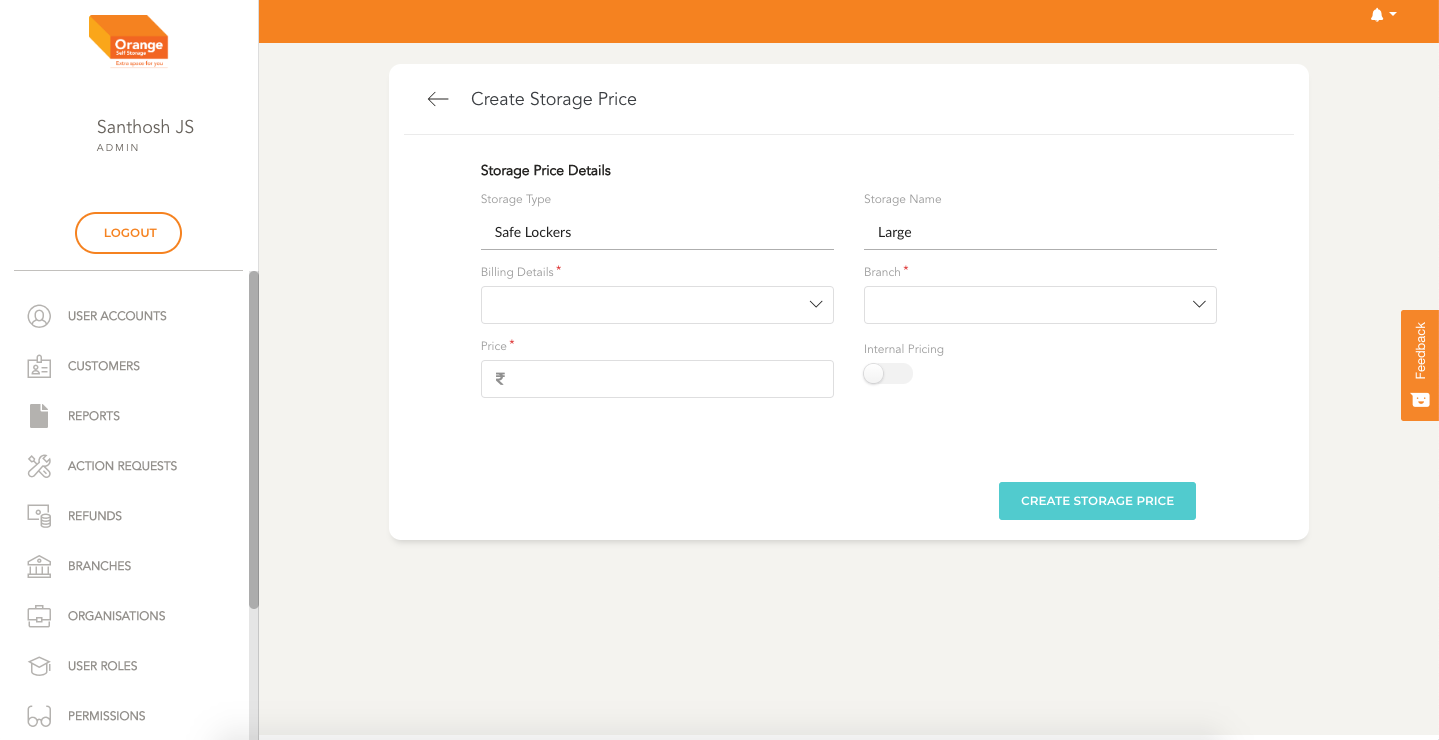 Orange
Self Storage
Extra space for you
Santhosh JS
ADMIN
LOGOUT
USER ACCOUNTS
CUSTOMERS
REPORTS
ACTION REQUESTS
REFUNDS
BRANCHES
ORGANISATIONS
USER ROLES
PERMISSIONS
Create Storage Price
Storage Price Details
Storage Type
Storage Name
Safe Lockers
Large
Billing Details *
Branch *
Price *
Internal Pricing
₹
CREATE STORAGE PRICE
Feedback